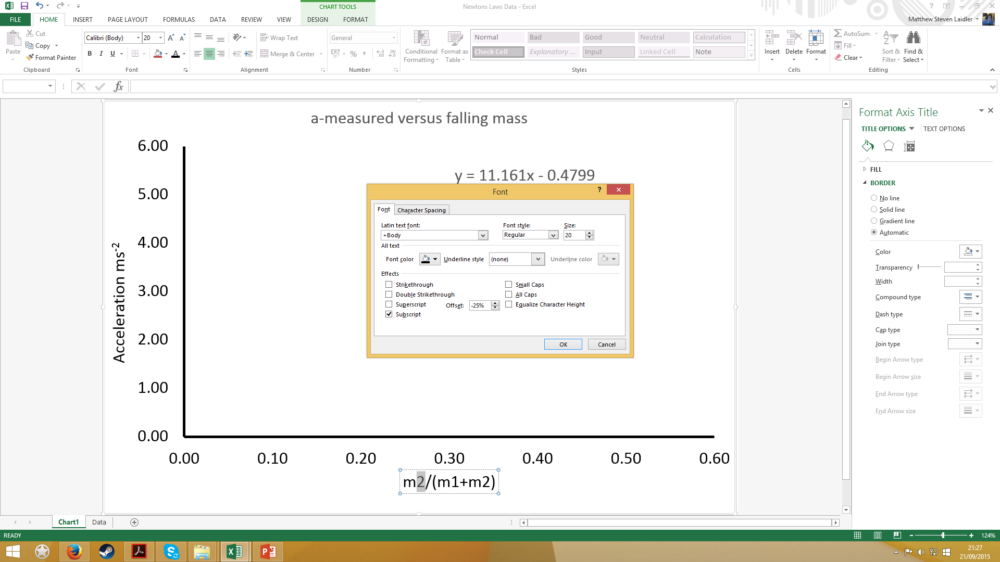 CHART TOOLS
Newtons Laws Data - Excel
FILE HOME INSERT PAGE LAYOUT FORMULAS DATA REVIEW VIEW DESIGN FORMAT
Matthew Steven Laidler
Paste
Cut
Copy
Format Painter
Clipboard
Calibri (Body) 20
B I U
Font
Wrap Text
Merge & Center
Alignment
General
Number
Conditional Formatting
Format as Table
Normal Bad Good Neutral Calculation
Check Cell Explanatory ... Input Linked Cell Note
Styles
Insert Delete Format
Cells
AutoSum
Fill
Clear
Sort & Filter
Find & Select
Editing
fx
a-measured versus falling mass
y = 11.161x - 0.4799
6.00
5.00
4.00
3.00
2.00
1.00
0.00
Acceleration ms-2
0.00 0.10 0.20 0.30 0.40 0.50 0.60
m2/(m1+m2)
Font
Font Character Spacing
Latin text font: Font style: Size:
+Body Regular 20
All text
Font color Underline style (none) Underline color
Effects
Strikethrough Small Caps
Double Strikethrough All Caps
Superscript Offset: -25% Equalize Character Height
Subscript
OK Cancel
Format Axis Title
TITLE OPTIONS TEXT OPTIONS
FILL
BORDER
No line
Solid line
Gradient line
Automatic
Color
Transparency
Width
Compound type
Dash type
Cap type
Join type
Begin Arrow type
Begin Arrow size
End Arrow type
End Arrow size
Chart1 Data
READY
124%
21:27
21/09/2015